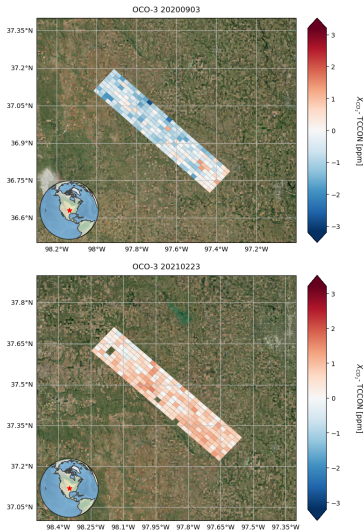 OCO-3 20200903
37.35°N
37.2°N
37.05°N
36.9°N
36.75°N
36.6°N
98.2°W 98°W 97.8°W 97.6°W 97.4°W 97.2°W
3
2
1
0
−1
−2
−3
XCO2- TCCON [ppm]
OCO-3 20210223
37.8°N
37.65°N
37.5°N
37.35°N
37.2°N
37.05°N
98.4°W 98.25°W 98.1°W 97.95°W 97.8°W 97.65°W 97.5°W 97.35°W
3
2
1
0
−1
−2
−3
XCO2- TCCON [ppm]